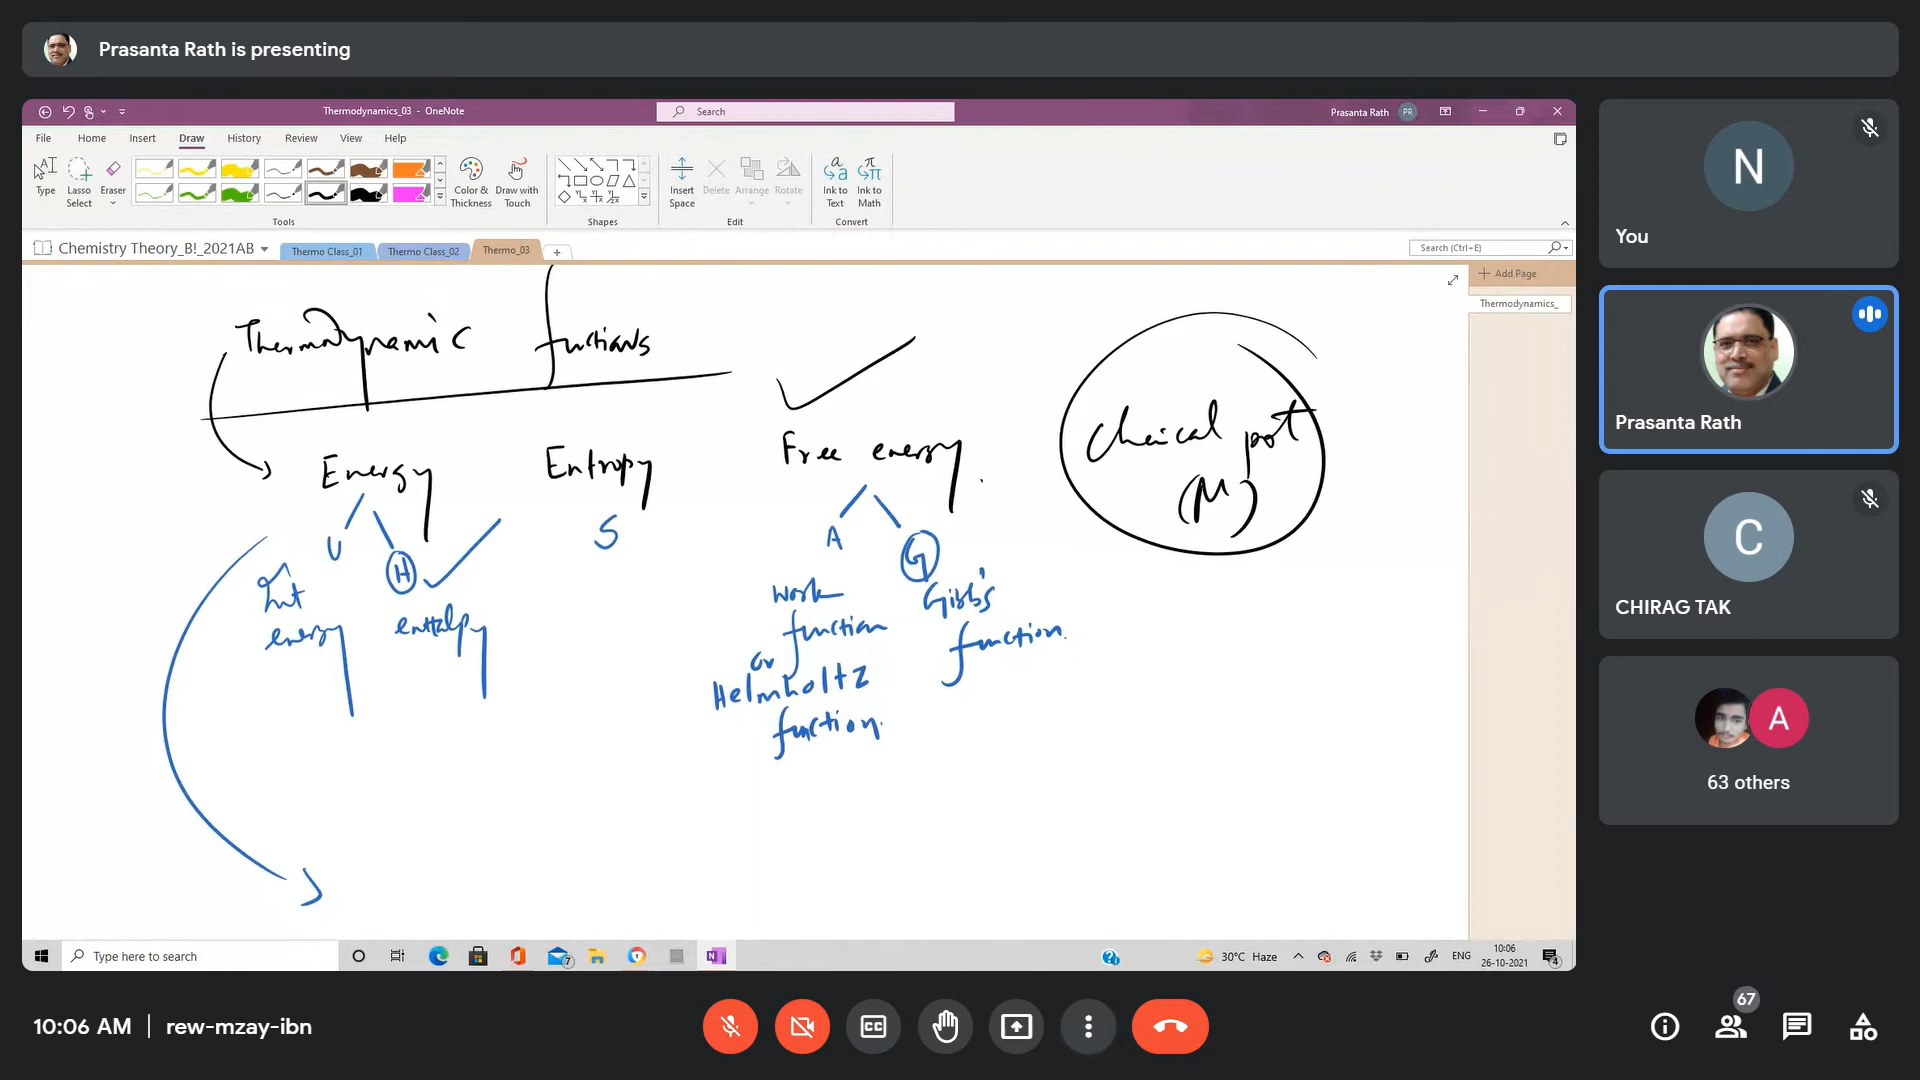 Prasanta Rath is presenting
Thermodynamics_03 - OneNote
Search
Prasanta Rath
PR
File Home Insert Draw History Review View Help
Type
Lasso Select
Eraser
Color & Thickness
Draw with Touch
Insert Space
Delete
Arrange
Rotate
Ink to Text
Ink to Math
Tools
Shapes
Edit
Convert
Chemistry Theory_B!_2021AB
Thermo Class_01
Thermo Class_02
Thermo_03
Search (Ctrl+E)
Add Page
Thermodynamics_
Thermodynamic functions
Energy Entropy Free energy
U H S A G
Int energy
enthalpy
work function
or
Helmholtz function.
Gibb's function.
Chemical pot
(μ)
N
You
Prasanta Rath
C
CHIRAG TAK
A
63 others
Type here to search
7
30°C Haze
ENG
10:06
26-10-2021
4
10:06 AM
rew-mzay-ibn
67